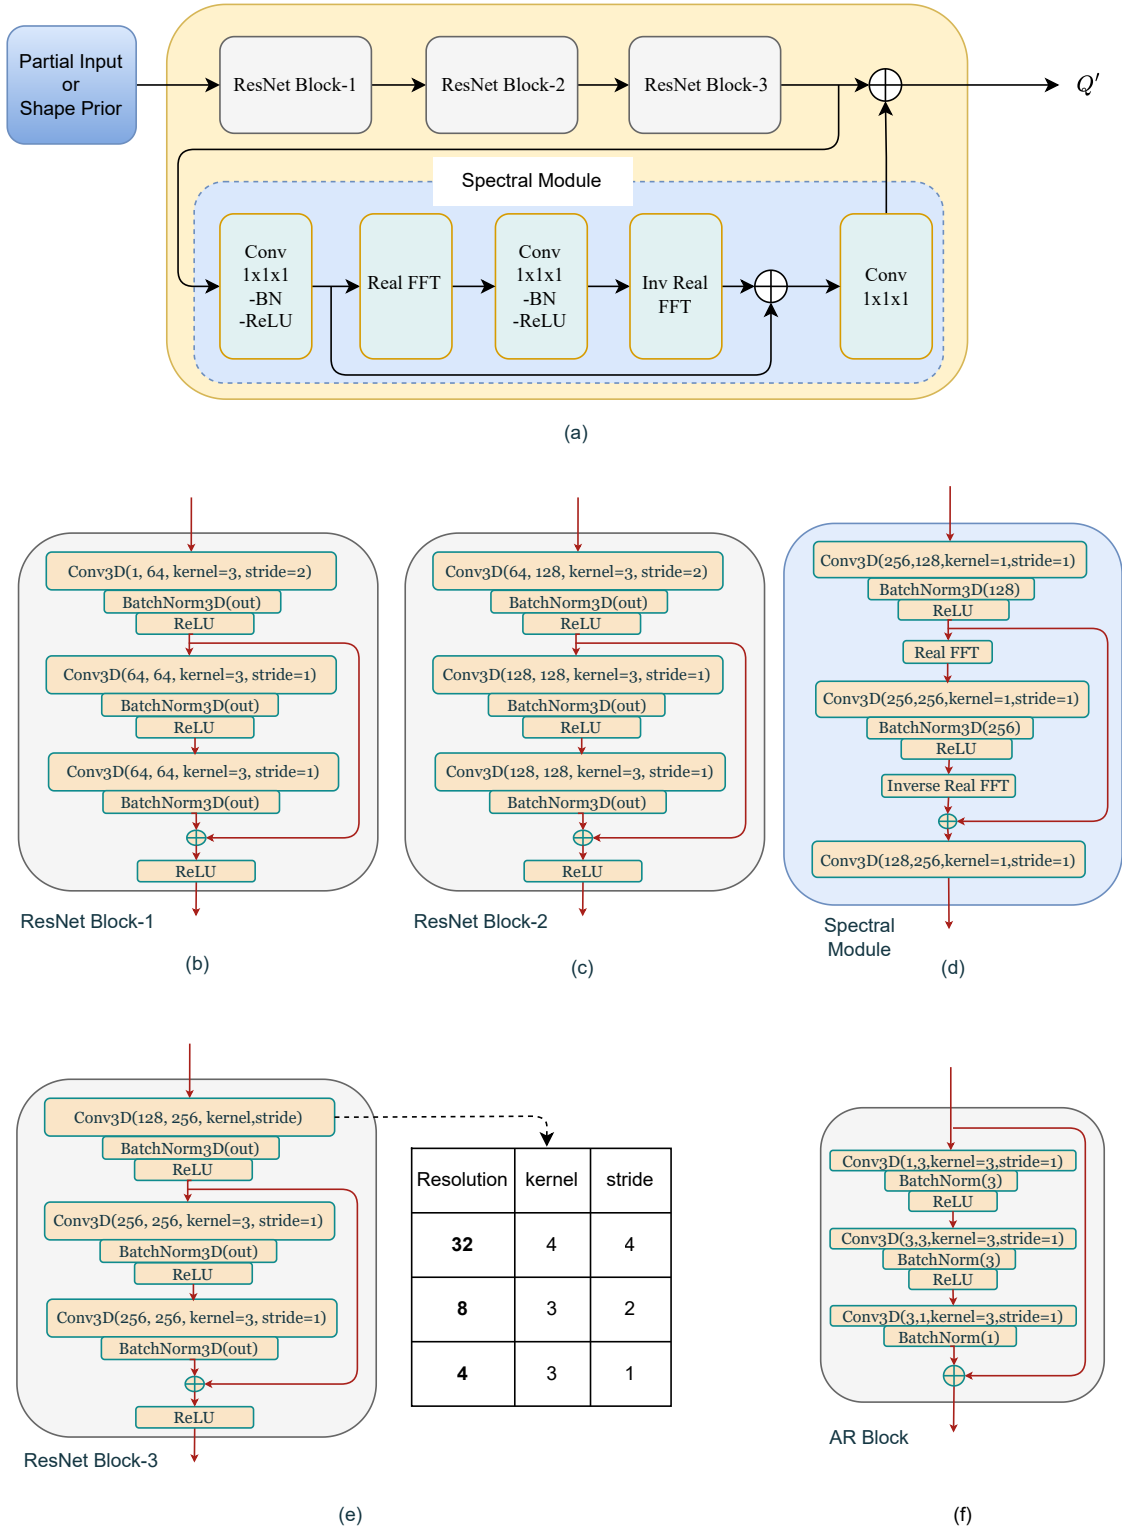 Partial Input
or
Shape Prior
ResNet Block-1
ResNet Block-2
ResNet Block-3
Q'
Spectral Module
Conv
1x1x1
-BN
-ReLU
Real FFT
Conv
1x1x1
-BN
-ReLU
Inv Real
FFT
Conv
1x1x1
(a)
Conv3D(1, 64, kernel=3, stride=2)
BatchNorm3D(out)
ReLU
Conv3D(64, 64, kernel=3, stride=1)
BatchNorm3D(out)
ReLU
Conv3D(64, 64, kernel=3, stride=1)
BatchNorm3D(out)
ReLU
ResNet Block-1
(b)
Conv3D(64, 128, kernel=3, stride=2)
BatchNorm3D(out)
ReLU
Conv3D(128, 128, kernel=3, stride=1)
BatchNorm3D(out)
ReLU
Conv3D(128, 128, kernel=3, stride=1)
BatchNorm3D(out)
ReLU
ResNet Block-2
(c)
Conv3D(256,128,kernel=1,stride=1)
BatchNorm3D(128)
ReLU
Real FFT
Conv3D(256,256,kernel=1,stride=1)
BatchNorm3D(256)
ReLU
Inverse Real FFT
Conv3D(128,256,kernel=1,stride=1)
Spectral
Module
(d)
Conv3D(128, 256, kernel,stride)
BatchNorm3D(out)
ReLU
Conv3D(256, 256, kernel=3, stride=1)
BatchNorm3D(out)
ReLU
Conv3D(256, 256, kernel=3, stride=1)
BatchNorm3D(out)
ReLU
ResNet Block-3
Resolution kernel stride
32 4 4
8 3 2
4 3 1
(e)
Conv3D(1,3,kernel=3,stride=1)
BatchNorm(3)
ReLU
Conv3D(3,3,kernel=3,stride=1)
BatchNorm(3)
ReLU
Conv3D(3,1,kernel=3,stride=1)
BatchNorm(1)
AR Block
(f)